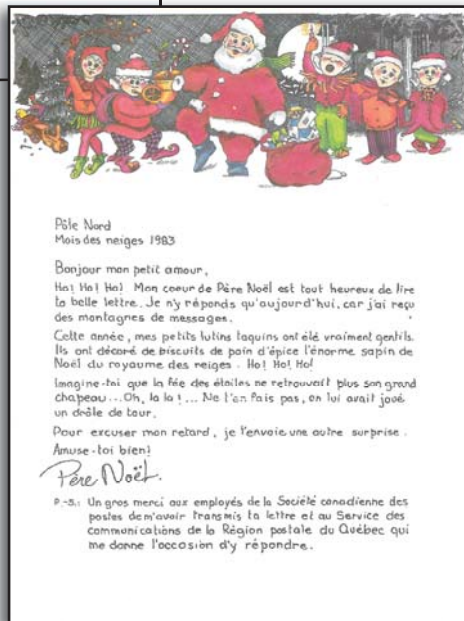 Pôle Nord
Mois des neiges 1983
Bonjour mon petit amour,
Ho! Ho! Ho! Mon coeur de Père Noël est tout heureux de lire
ta belle lettre. Je n'y réponds qu'aujourd'hui, car j'ai reçu
des montagnes de messages.
Cette année, mes petits lutins taquins ont été vraiment gentils.
Ils ont décoré de biscuits de pain d'épice l'énorme sapin de
Noël du royaume des neiges. Ho! Ho! Ho!
Imagine-toi que la fée des étoiles ne retrouvait plus son grand
chapeau...Oh, la la!... Ne t'en fais pas, on lui avait joué
un drôle de tour.
Pour excuser mon retard, je t'envoie une autre surprise.
Amuse-toi bien!
Père Noël.
P.-S.: Un gros merci aux employés de la Société canadienne des
postes de m'avoir transmis ta lettre et au Service des
communications de la Région postale du Québec qui
me donne l'occasion d'y répondre.